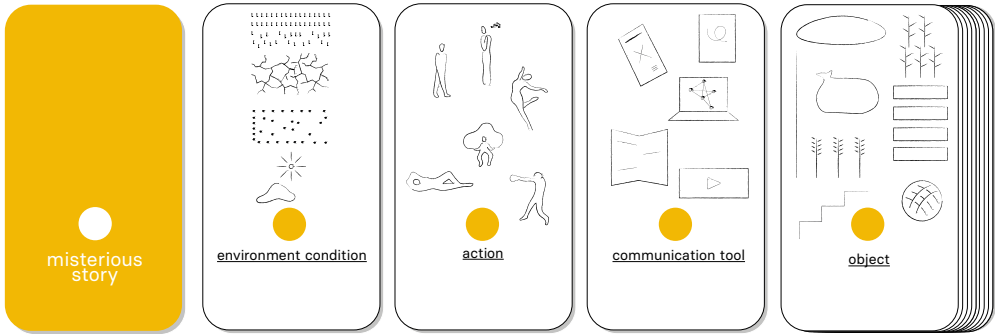 misterious
story
environment condition
action
communication tool
object